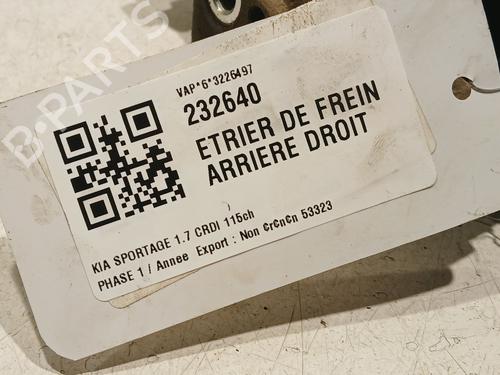 VAP*6*3226497
232640
ETRIER DE FREIN
ARRIERE DROIT
KIA SPORTAGE 1.7 CRDI 115ch
PHASE 1 / Annee Export : Non ¢r¢n¢n 53323
B-PARTS